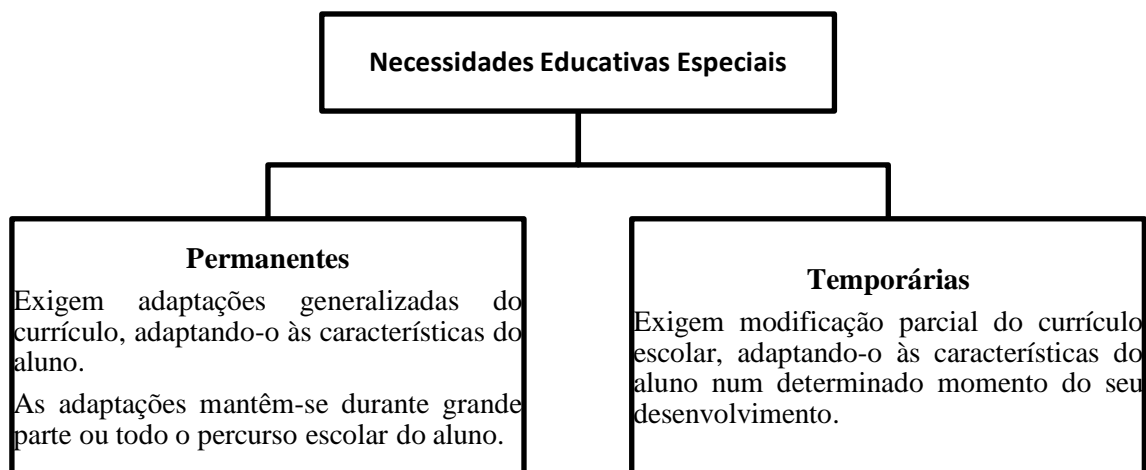 Necessidades Educativas Especiais
Permanentes
Exigem adaptações generalizadas do
currículo, adaptando-o às características do
aluno.
As adaptações mantêm-se durante grande
parte ou todo o percurso escolar do aluno.
Temporárias
Exigem modificação parcial do currículo
escolar, adaptando-o às características do
aluno num determinado momento do seu
desenvolvimento.